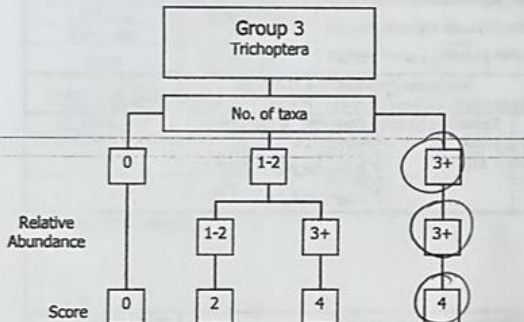 Group 3
Trichoptera
No. of taxa
0 1-2 3+
Relative 1-2 3+ 3+
Abundance
Score 0 2 4 4